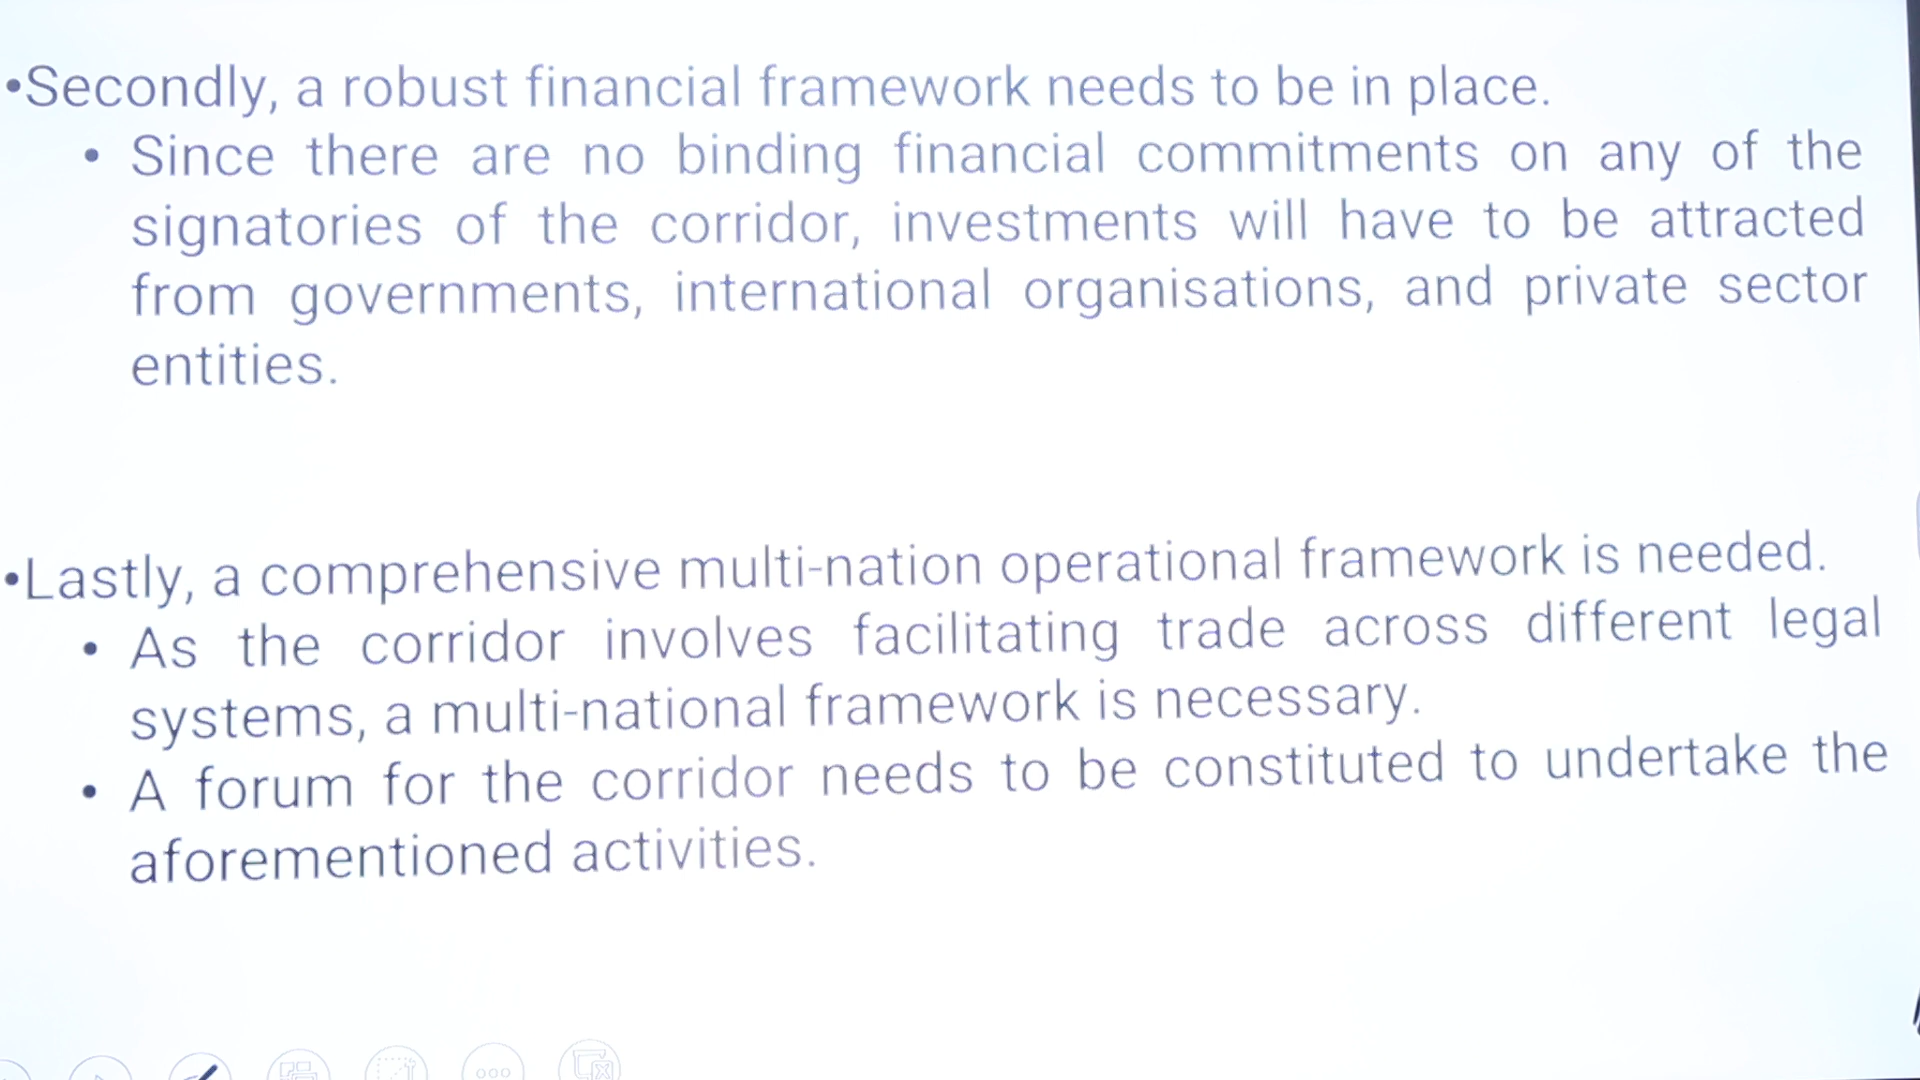 •Secondly, a robust financial framework needs to be in place.
• Since there are no binding financial commitments on any of the
signatories of the corridor, investments will have to be attracted
from governments, international organisations, and private sector
entities.
•Lastly, a comprehensive multi-nation operational framework is needed.
• As the corridor involves facilitating trade across different legal
systems, a multi-national framework is necessary.
• A forum for the corridor needs to be constituted to undertake the
aforementioned activities.